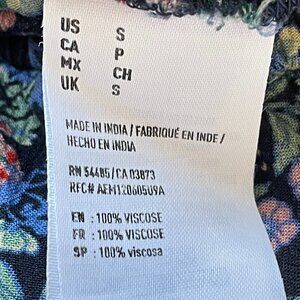 US S
CA P
MX CH
UK S
MADE IN INDIA / FABRIQUÉ EN INDE /
HECHO EN INDIA
RN 54485/CA 03873
RFC# AEM120605U9A
EN : 100% VISCOSE
FR : 100% VISCOSE
SP : 100% viscosa